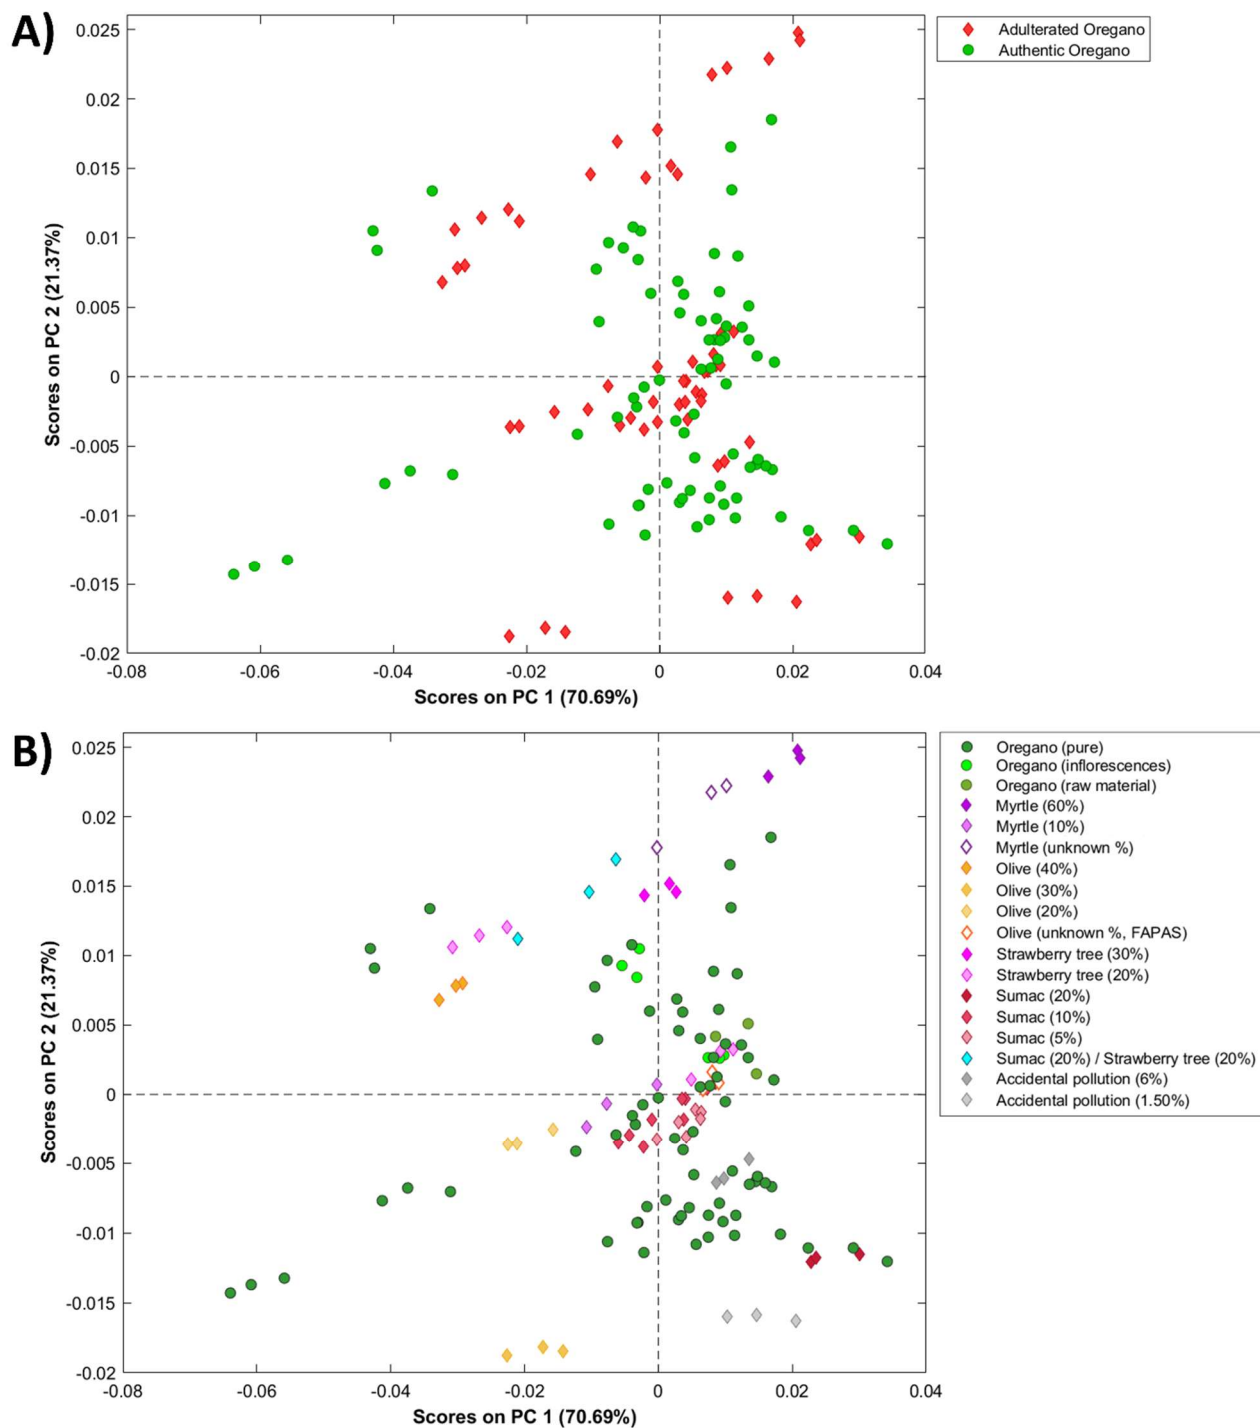 A)
Adulterated Oregano
Authentic Oregano
0.025
0.02
0.015
0.01
0.005
0
-0.005
-0.01
-0.015
-0.02
Scores on PC 2 (21.37%)
-0.08 -0.06 -0.04 -0.02 0 0.02 0.04
Scores on PC 1 (70.69%)
B)
Oregano (pure)
Oregano (inflorescences)
Oregano (raw material)
Myrtle (60%)
Myrtle (10%)
Myrtle (unknown %)
Olive (40%)
Olive (30%)
Olive (20%)
Olive (unknown %, FAPAS)
Strawberry tree (30%)
Strawberry tree (20%)
Sumac (20%)
Sumac (10%)
Sumac (5%)
Sumac (20%) / Strawberry tree (20%)
Accidental pollution (6%)
Accidental pollution (1.50%)
0.025
0.02
0.015
0.01
0.005
0
-0.005
-0.01
-0.015
-0.02
Scores on PC 2 (21.37%)
-0.08 -0.06 -0.04 -0.02 0 0.02 0.04
Scores on PC 1 (70.69%)